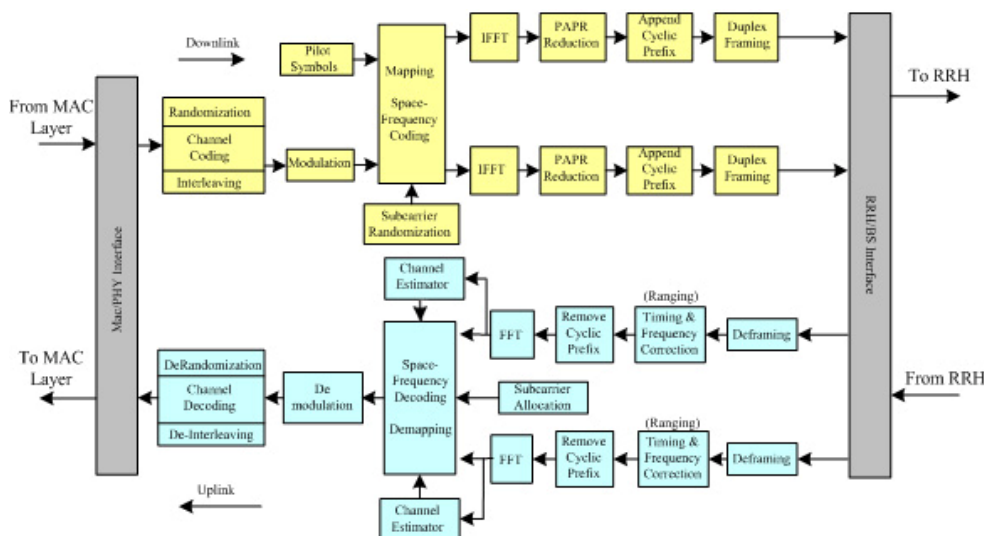 Downlink
From MAC
Layer
Mac/PHY Interface
Randomization
Channel
Coding
Interleaving
Modulation
Pilot
Symbols
Mapping
Space-
Frequency
Coding
Subcarrier
Randomization
IFFT
PAPR
Reduction
Append
Cyclic
Prefix
Duplex
Framing
IFFT
PAPR
Reduction
Append
Cyclic
Prefix
Duplex
Framing
RRH/BS Interface
To RRH
From RRH
Deframing
(Ranging)
Timing &
Frequency
Correction
Remove
Cyclic
Prefix
FFT
Channel
Estimator
Space-
Frequency
Decoding
Demapping
Subcarrier
Allocation
Deframing
(Ranging)
Timing &
Frequency
Correction
Remove
Cyclic
Prefix
FFT
Channel
Estimator
De
modulation
DeRandomization
Channel
Decoding
De-Interleaving
To MAC
Layer
Uplink